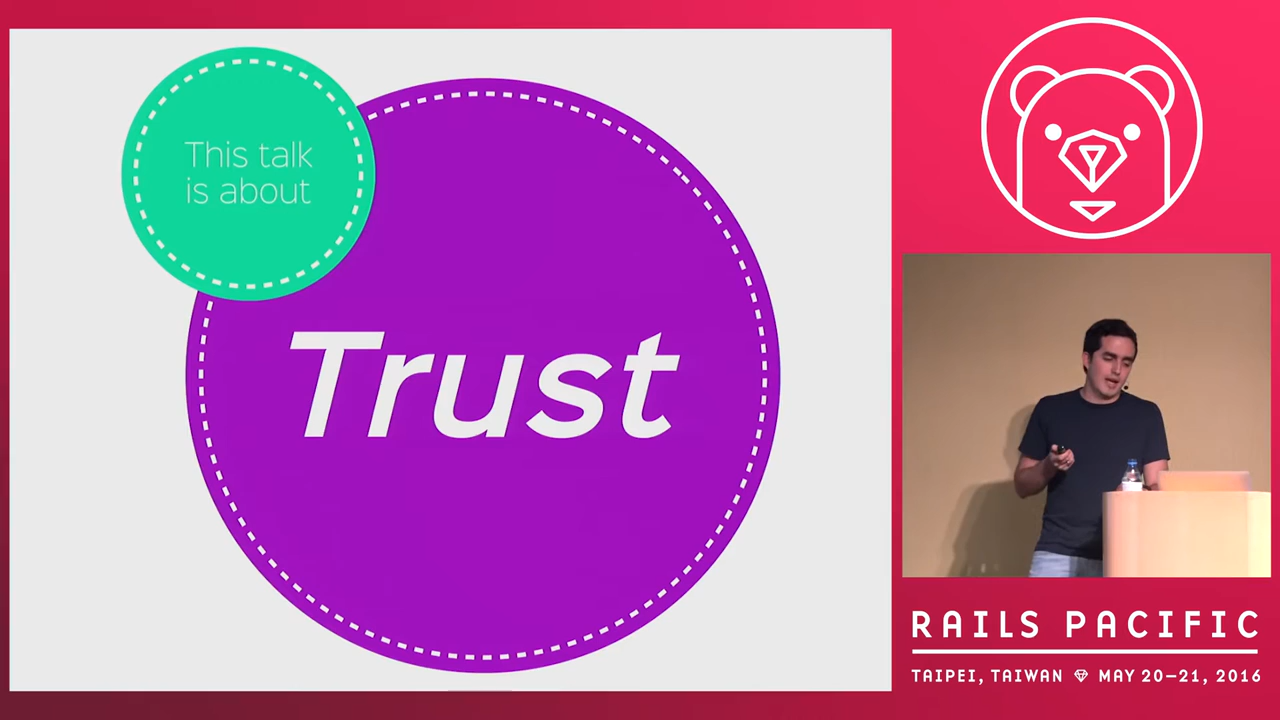 This talk
is about
Trust
RAILS PACIFIC
TAIPEI, TAIWAN MAY 20–21, 2016